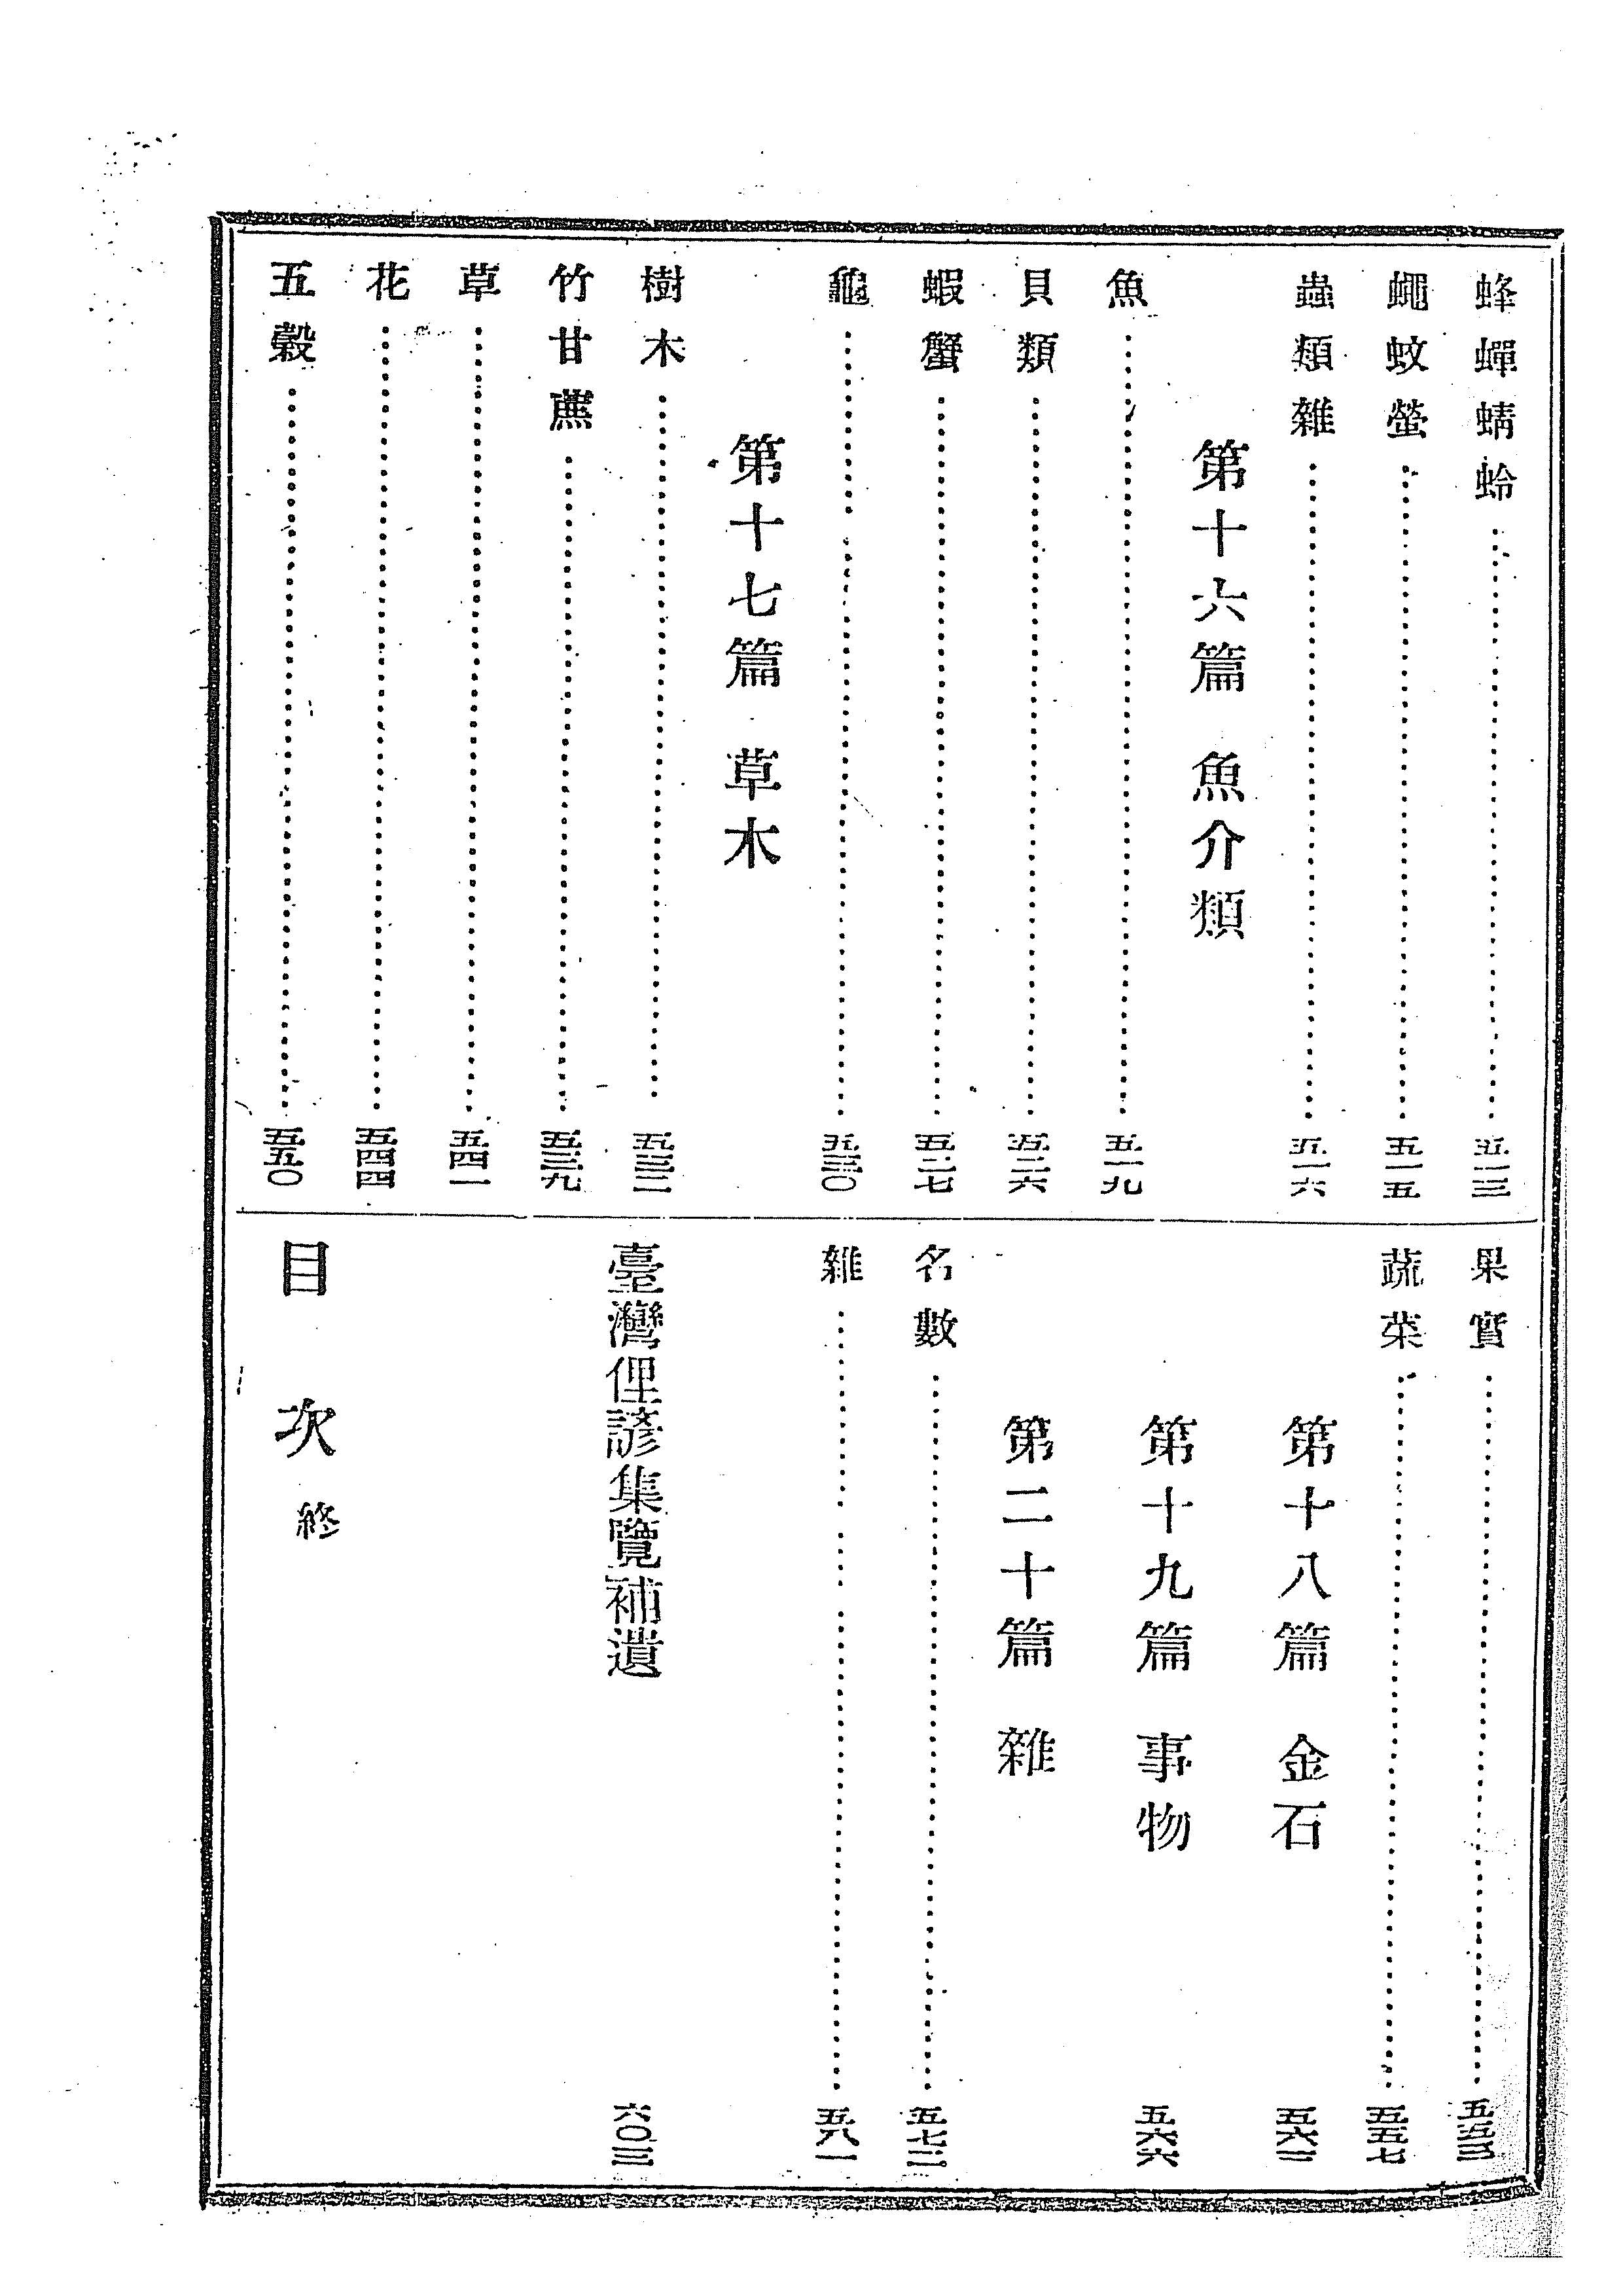 蜂蟬蜻蛉……五一三
蠅蚊螢……五一五
蟲類雜……五一六
第十六篇 魚介類
魚……五一九
貝類……五二六
蝦蟹……五二七
龜……五三〇
第十七篇 草木
樹木……五三二
竹甘蔗……五三九
草……五四一
花……五四四
五穀……五五〇
果實……五五三
蔬菜……五五七
第十八篇 金石 五六二
第十九篇 事物 五六六
第二十篇 雜
名數……五七二
雜……五八一
臺灣俚諺集覽補遺 六〇三
目次終